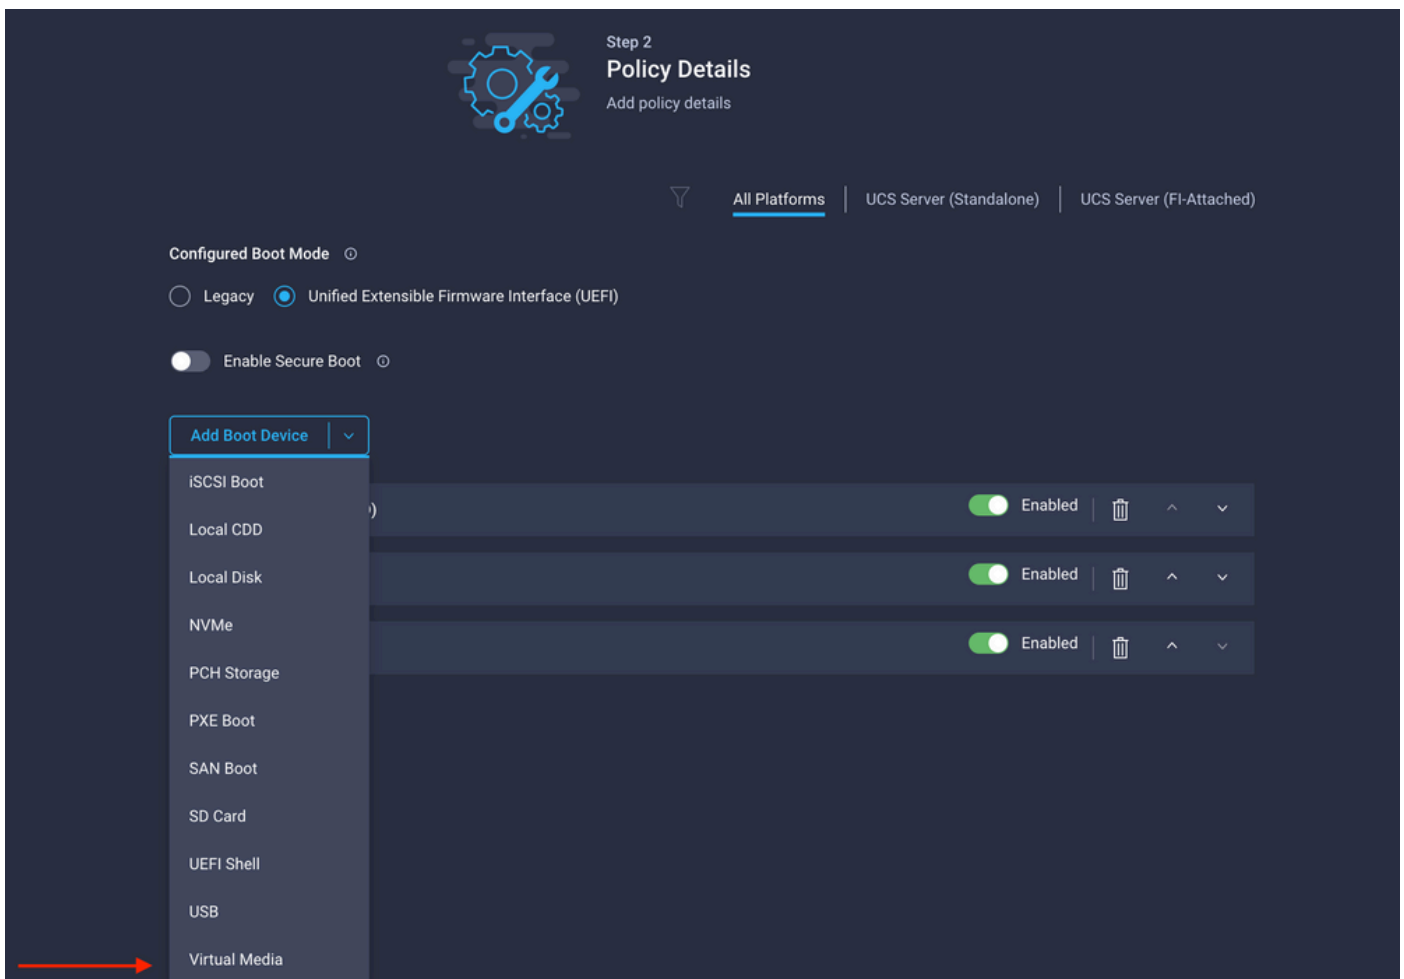 Step 2
Policy Details
Add policy details
All Platforms
UCS Server (Standalone)
UCS Server (FI-Attached)
Configured Boot Mode
Legacy
Unified Extensible Firmware Interface (UEFI)
Enable Secure Boot
Add Boot Device
iSCSI Boot
)
Enabled
Local CDD
Local Disk
Enabled
NVMe
Enabled
PCH Storage
PXE Boot
SAN Boot
SD Card
UEFI Shell
USB
Virtual Media